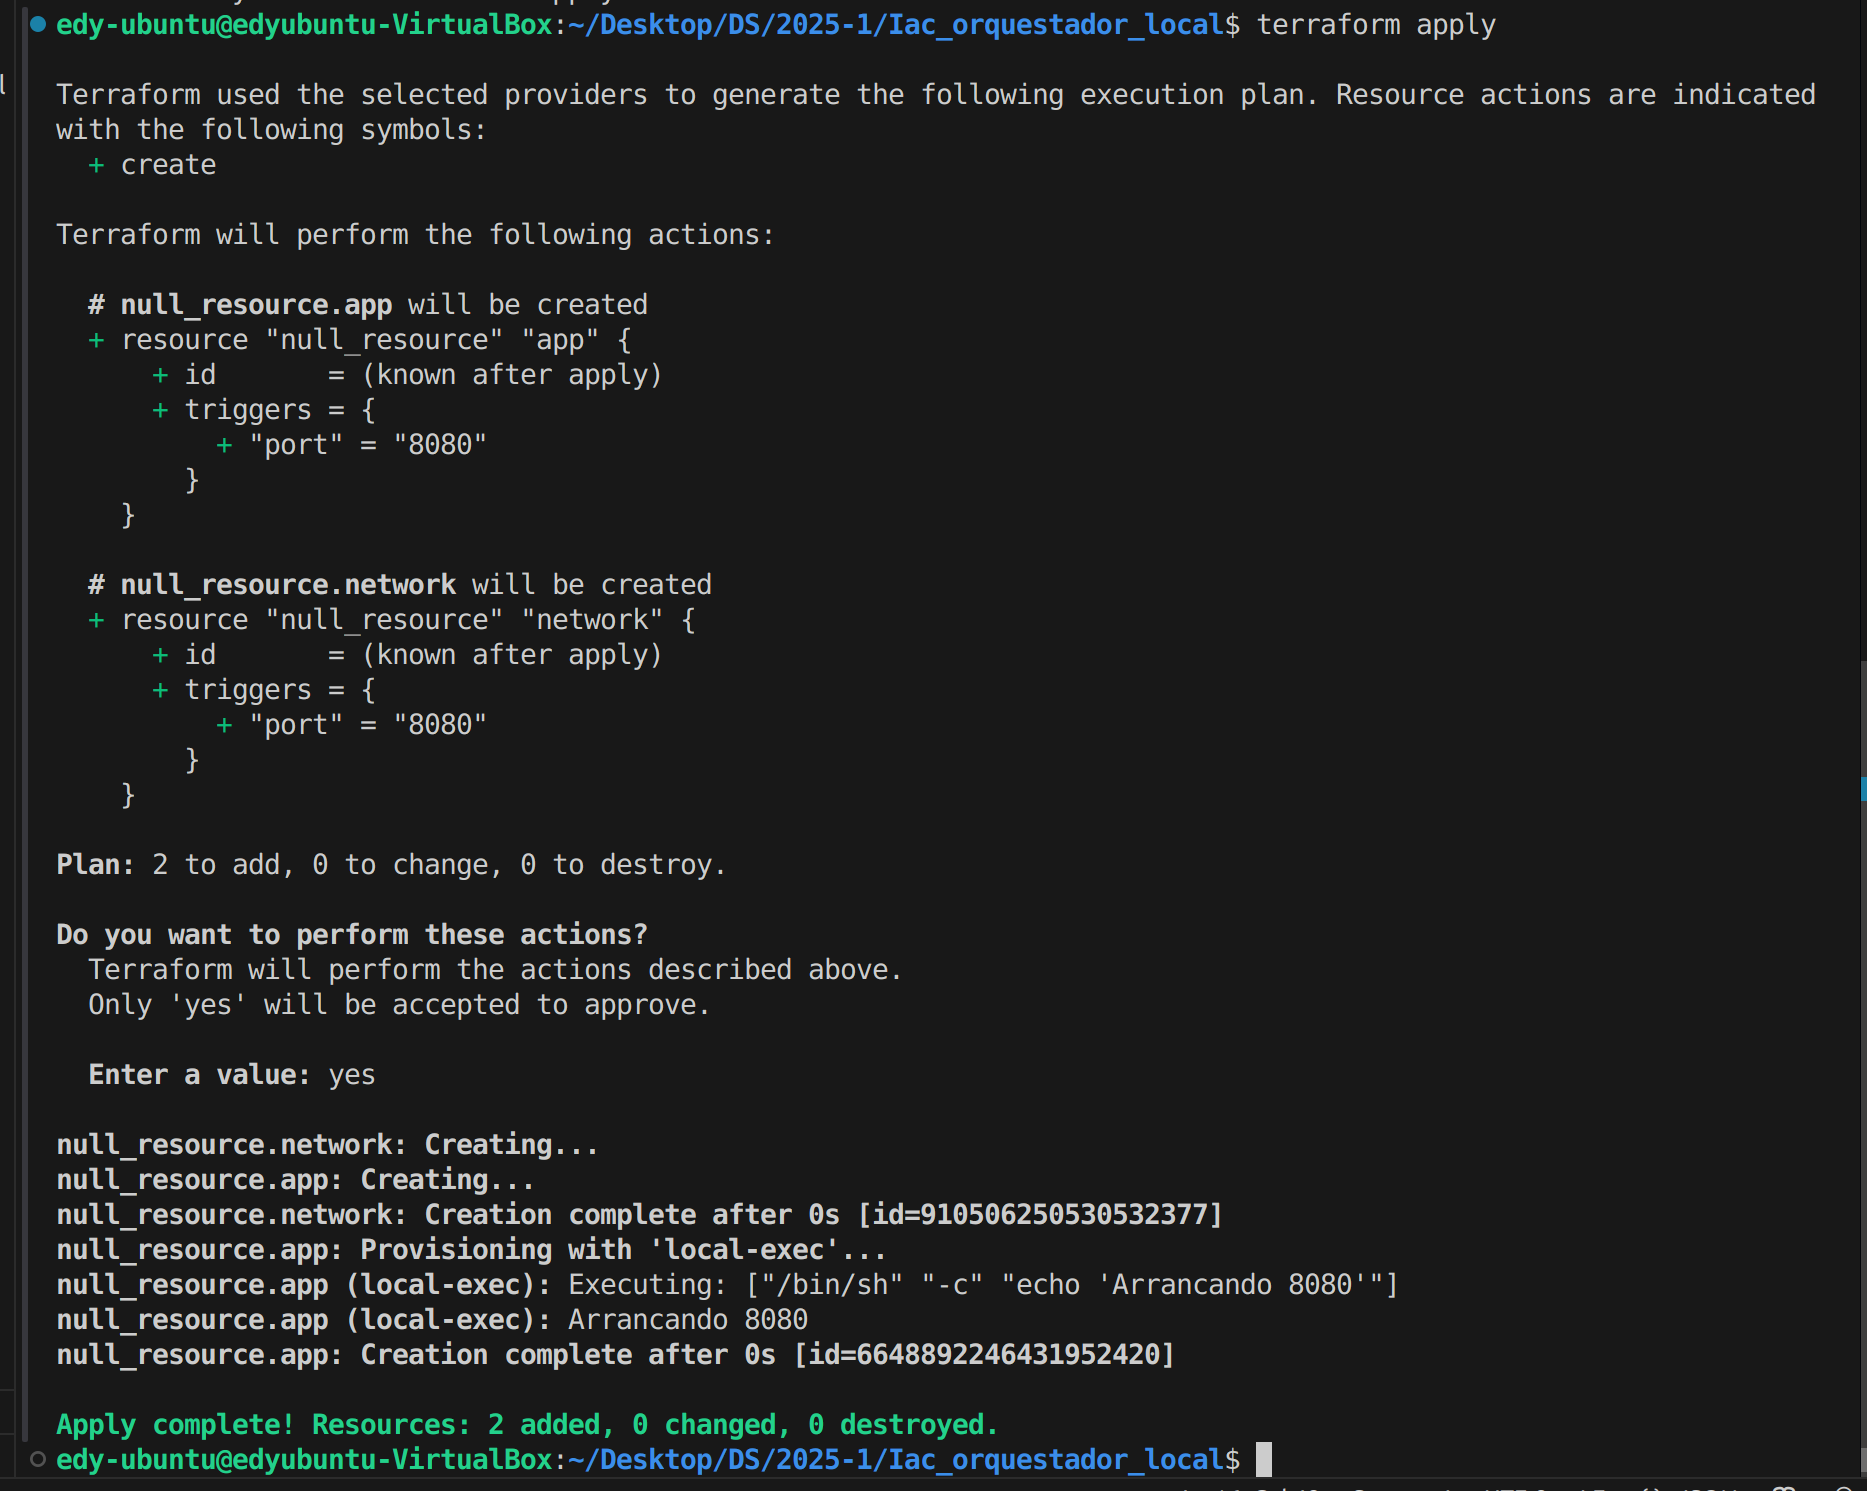 edy-ubuntu@edyubuntu-VirtualBox:~/Desktop/DS/2025-1/Iac_orquestador_local$ terraform apply
Terraform used the selected providers to generate the following execution plan. Resource actions are indicated
with the following symbols:
  + create
Terraform will perform the following actions:
  # null_resource.app will be created
  + resource "null_resource" "app" {
      + id       = (known after apply)
      + triggers = {
          + "port" = "8080"
        }
    }
  # null_resource.network will be created
  + resource "null_resource" "network" {
      + id       = (known after apply)
      + triggers = {
          + "port" = "8080"
        }
    }
Plan: 2 to add, 0 to change, 0 to destroy.
Do you want to perform these actions?
  Terraform will perform the actions described above.
  Only 'yes' will be accepted to approve.
  Enter a value: yes
null_resource.network: Creating...
null_resource.app: Creating...
null_resource.network: Creation complete after 0s [id=910506250530532377]
null_resource.app: Provisioning with 'local-exec'...
null_resource.app (local-exec): Executing: ["/bin/sh" "-c" "echo 'Arrancando 8080'"]
null_resource.app (local-exec): Arrancando 8080
null_resource.app: Creation complete after 0s [id=6648892246431952420]
Apply complete! Resources: 2 added, 0 changed, 0 destroyed.
edy-ubuntu@edyubuntu-VirtualBox:~/Desktop/DS/2025-1/Iac_orquestador_local$